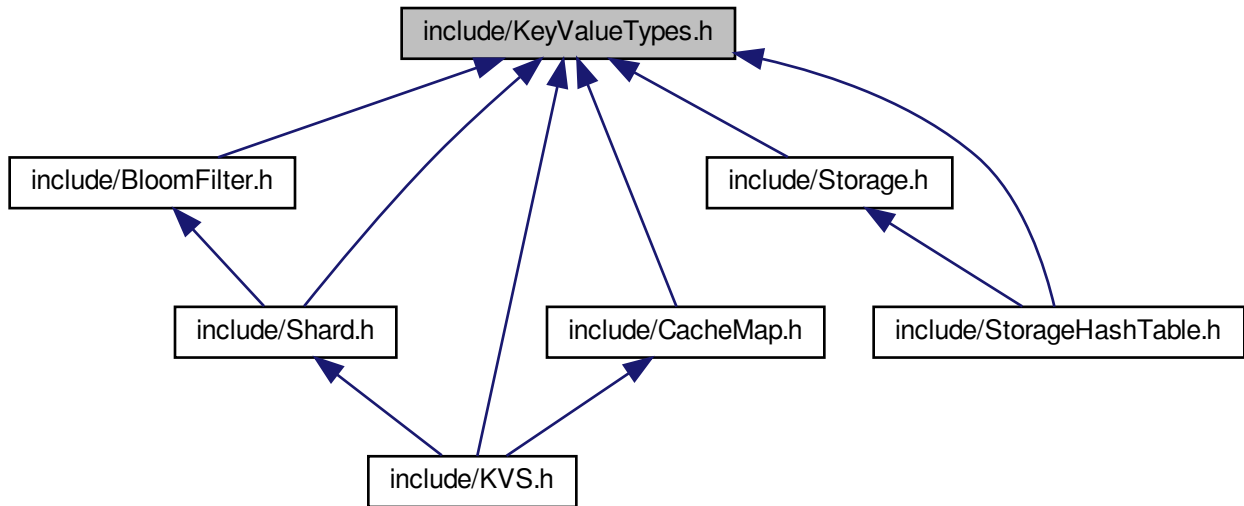 include/KeyValueTypes.h
include/BloomFilter.h
include/Storage.h
include/Shard.h
include/CacheMap.h
include/StorageHashTable.h
include/KVS.h